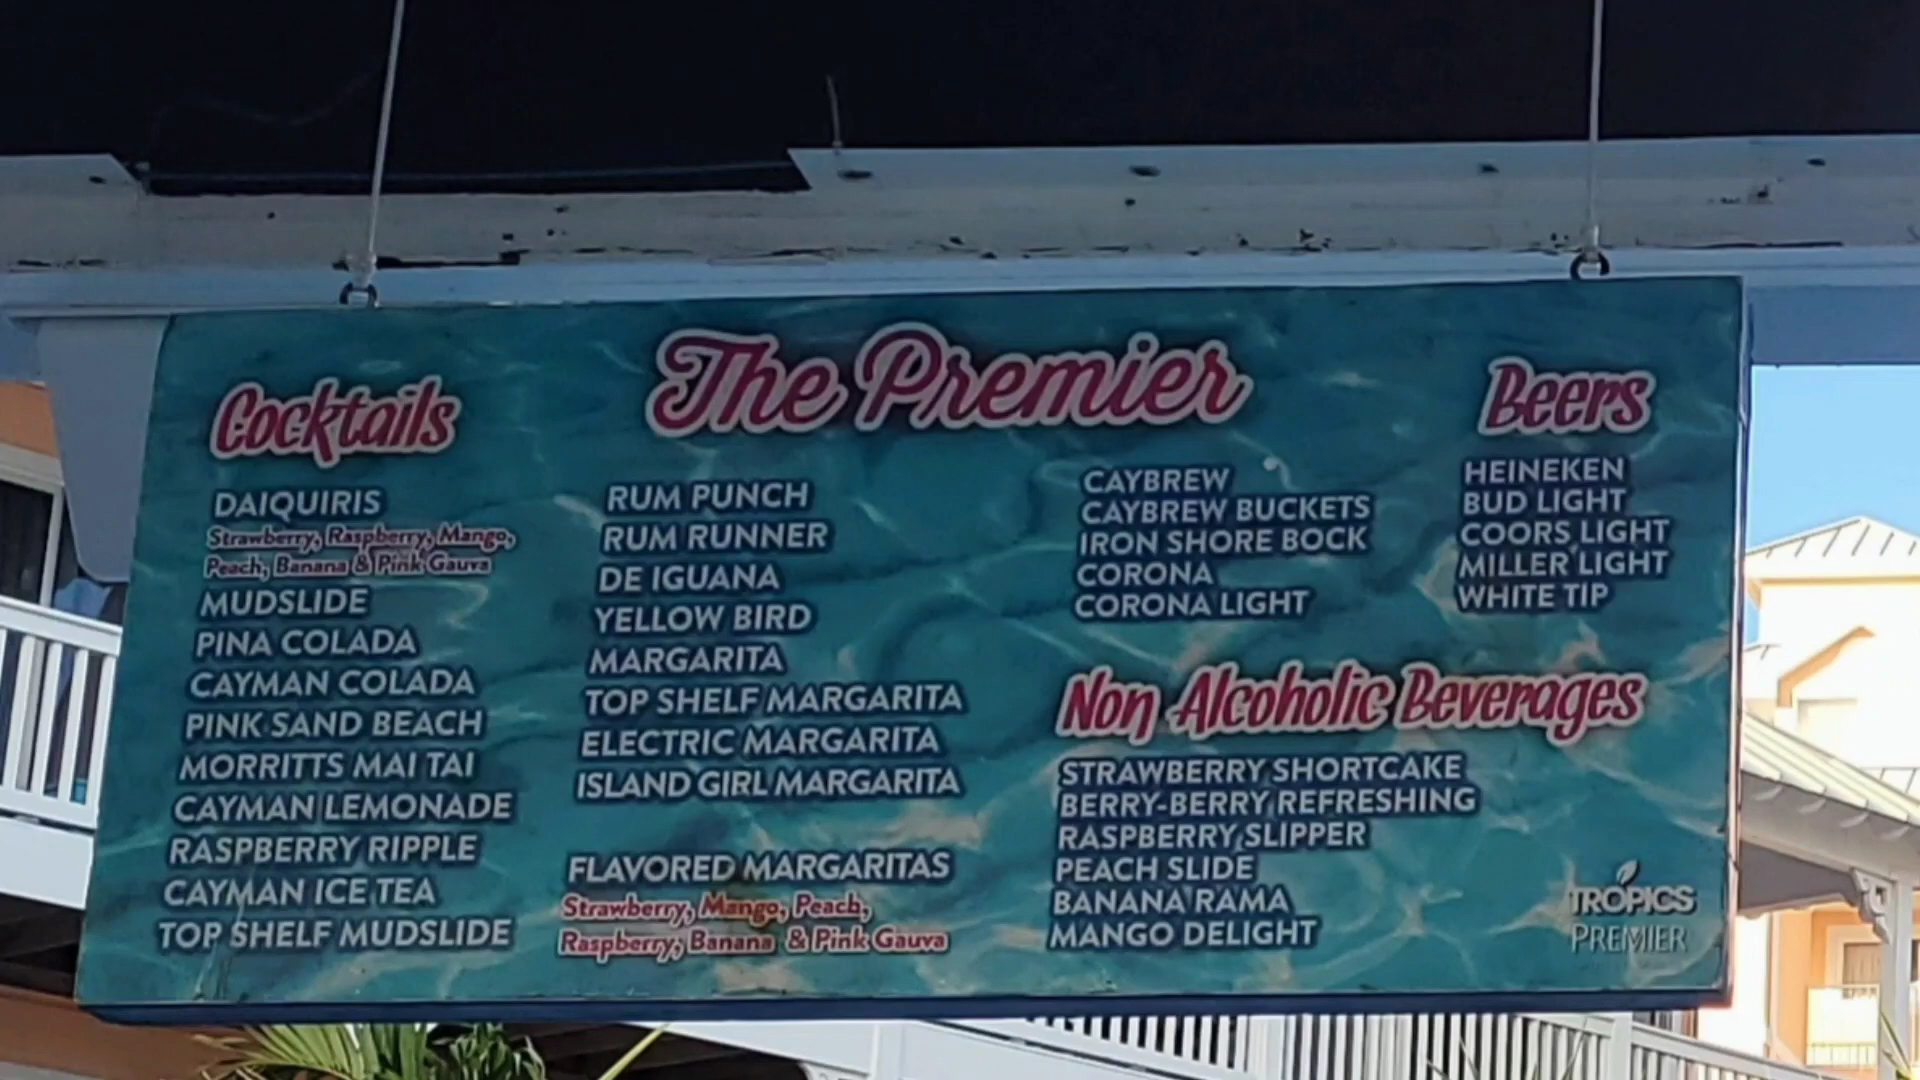 The Premier
Cocktails
DAIQUIRIS
Strawberry, Raspberry, Mango,
Peach, Banana & Pink Gauva
MUDSLIDE
PINA COLADA
CAYMAN COLADA
PINK SAND BEACH
MORRITTS MAI TAI
CAYMAN LEMONADE
RASPBERRY RIPPLE
CAYMAN ICE TEA
TOP SHELF MUDSLIDE
RUM PUNCH
RUM RUNNER
DE IGUANA
YELLOW BIRD
MARGARITA
TOP SHELF MARGARITA
ELECTRIC MARGARITA
ISLAND GIRL MARGARITA
FLAVORED MARGARITAS
Strawberry, Mango, Peach,
Raspberry, Banana & Pink Gauva
Beers
CAYBREW
CAYBREW BUCKETS
IRON SHORE BOCK
CORONA
CORONA LIGHT
HEINEKEN
BUD LIGHT
COORS LIGHT
MILLER LIGHT
WHITE TIP
Non Alcoholic Beverages
STRAWBERRY SHORTCAKE
BERRY-BERRY REFRESHING
RASPBERRY SLIPPER
PEACH SLIDE
BANANA RAMA
MANGO DELIGHT
TROPICS
PREMIER